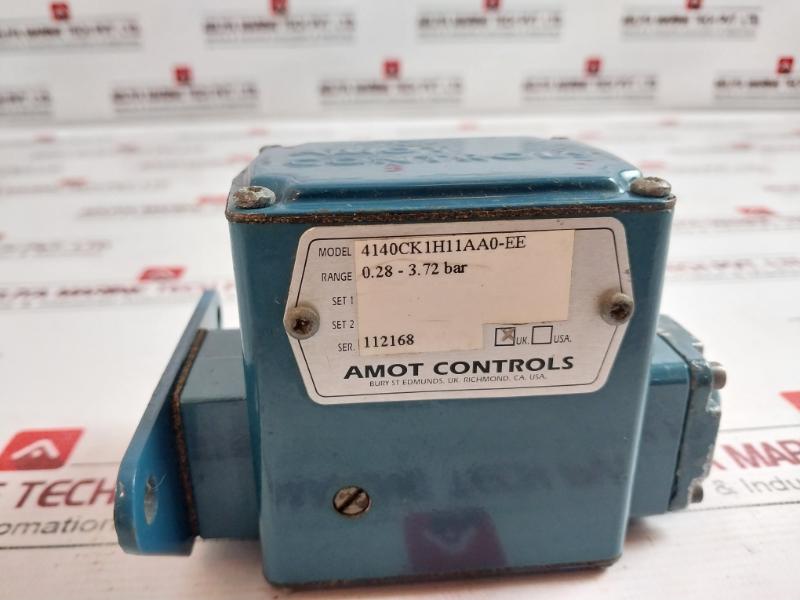 MODEL 4140CK1H11AA0-EE
RANGE 0.28 - 3.72 bar
SET 1
SET 2
SER. 112168 UK. USA.
AMOT CONTROLS
BURY ST EDMUNDS, UK. RICHMOND, CA, USA.